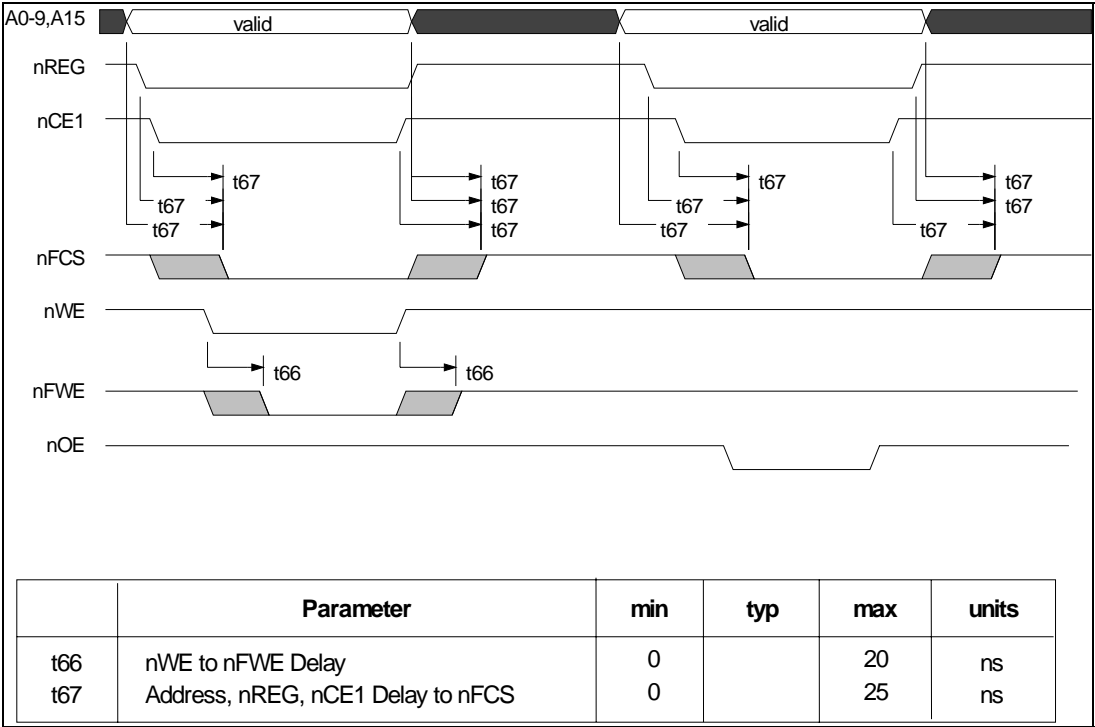 A0-9,A15
valid
valid
nREG
nCE1
t67
t67
t67
t67
t67
t67
t67
t67
t67
t67
t67
t67
nFCS
nWE
t66
t66
nFWE
nOE
Parameter min typ max units
t66 nWE to nFWE Delay 0 20 ns
t67 Address, nREG, nCE1 Delay to nFCS 0 25 ns